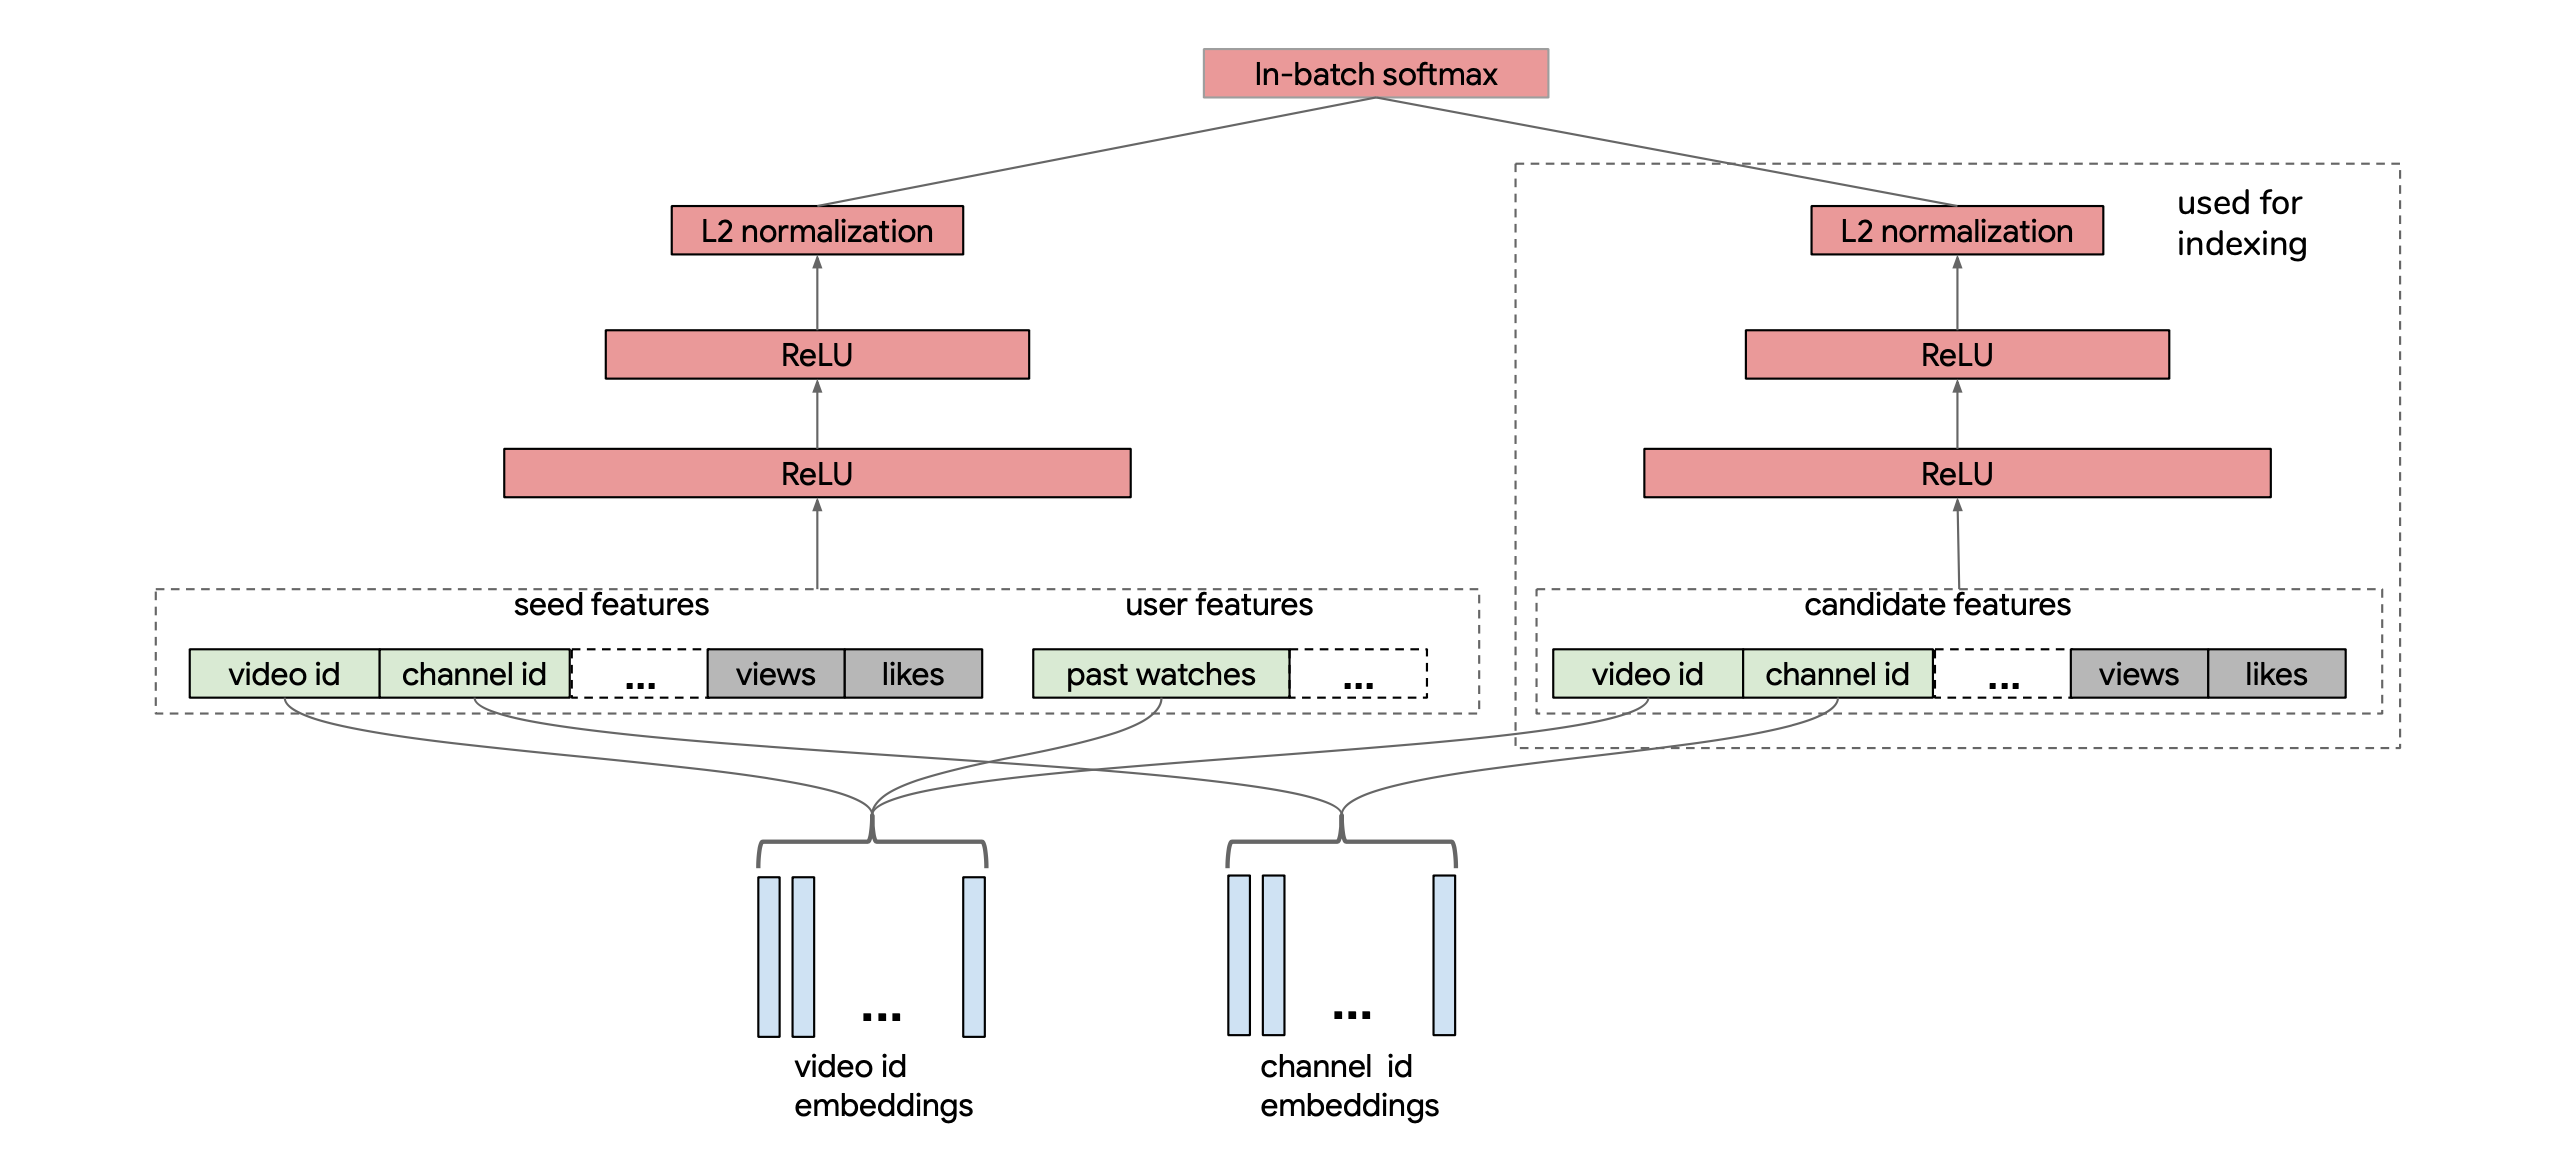 In-batch softmax
L2 normalization
L2 normalization
used for
indexing
ReLU
ReLU
ReLU
ReLU
seed features
user features
candidate features
video id
channel id
...
views
likes
past watches
...
video id
channel id
...
views
likes
...
...
video id
embeddings
channel id
embeddings